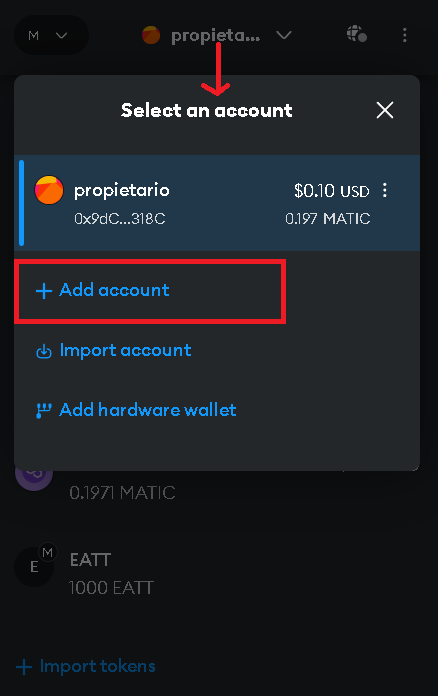 M
propieta...
Select an account
propietario
$0.10 USD
0x9dC...318C
0.197 MATIC
Add account
Import account
Add hardware wallet
0.1971 MATIC
M
E
EATT
1000 EATT
Import tokens